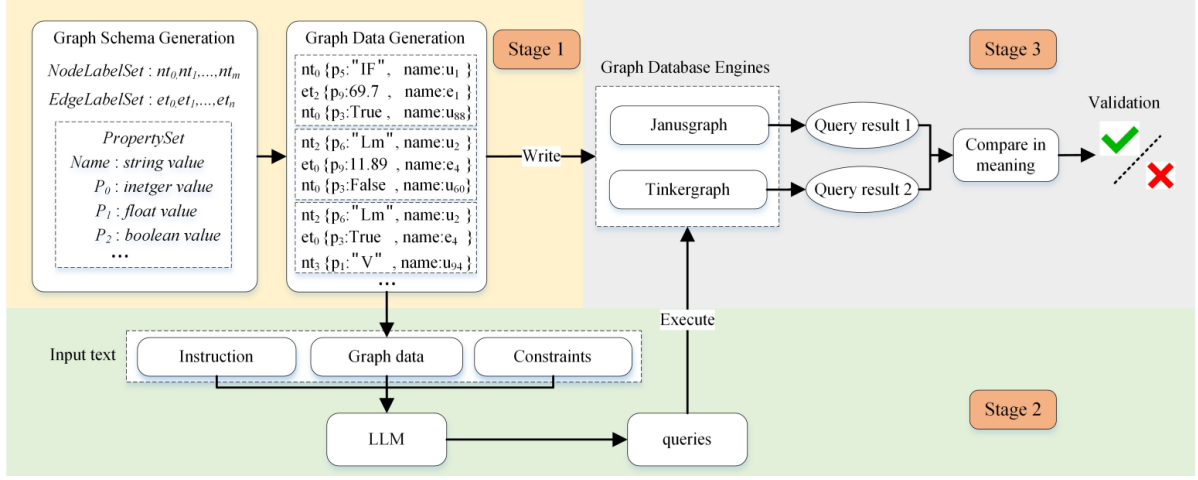 Graph Schema Generation
NodeLabelSet : nt0,nt1,...,ntm
EdgeLabelSet : et0,et1,...,etn
PropertySet
Name : string value
P0 : inetger value
P1 : float value
P2 : boolean value
...
Graph Data Generation
nt0 {p5:"IF", name:u1 }
et2 {p9:69.7 , name:e1 }
nt0 {p3:True , name:u88}
nt2 {p6:"Lm", name:u2 }
et0 {p9:11.89 , name:e4 }
nt0 {p3:False , name:u60}
nt2 {p6:"Lm", name:u2 }
et0 {p3:True , name:e4 }
nt3 {p1:"V" , name:u94}
...
Stage 1
Write
Stage 3
Graph Database Engines
Janusgraph
Tinkergraph
Query result 1
Query result 2
Compare in
meaning
Validation
Execute
Input text
Instruction
Graph data
Constraints
LLM
queries
Stage 2